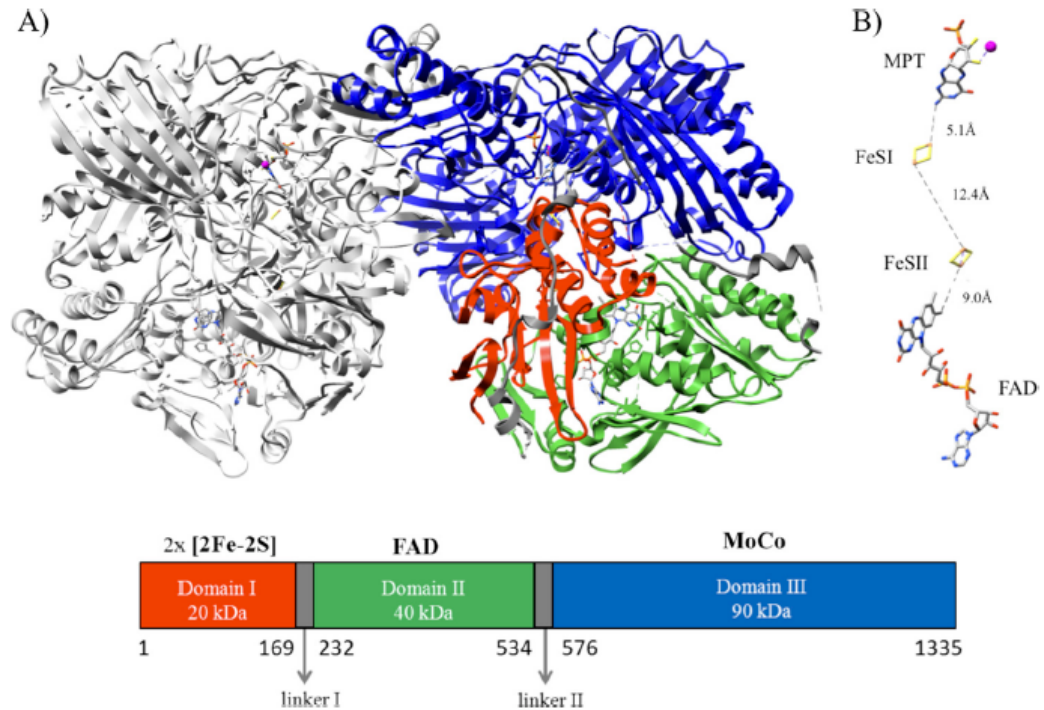 A)
B)
MPT
5.1Å
FeSI
12.4Å
FeSII
9.0Å
FAD
2x [2Fe-2S] FAD MoCo
Domain I Domain II Domain III
20 kDa 40 kDa 90 kDa
1 169 232 534 576 1335
linker I linker II